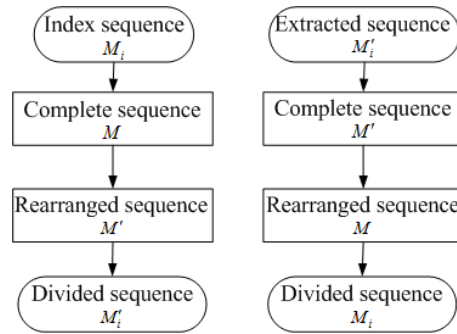 Index sequence
M_i
Complete sequence
M
Rearranged sequence
M'
Divided sequence
M'_i
Extracted sequence
M'_i
Complete sequence
M'
Rearranged sequence
M
Divided sequence
M_i